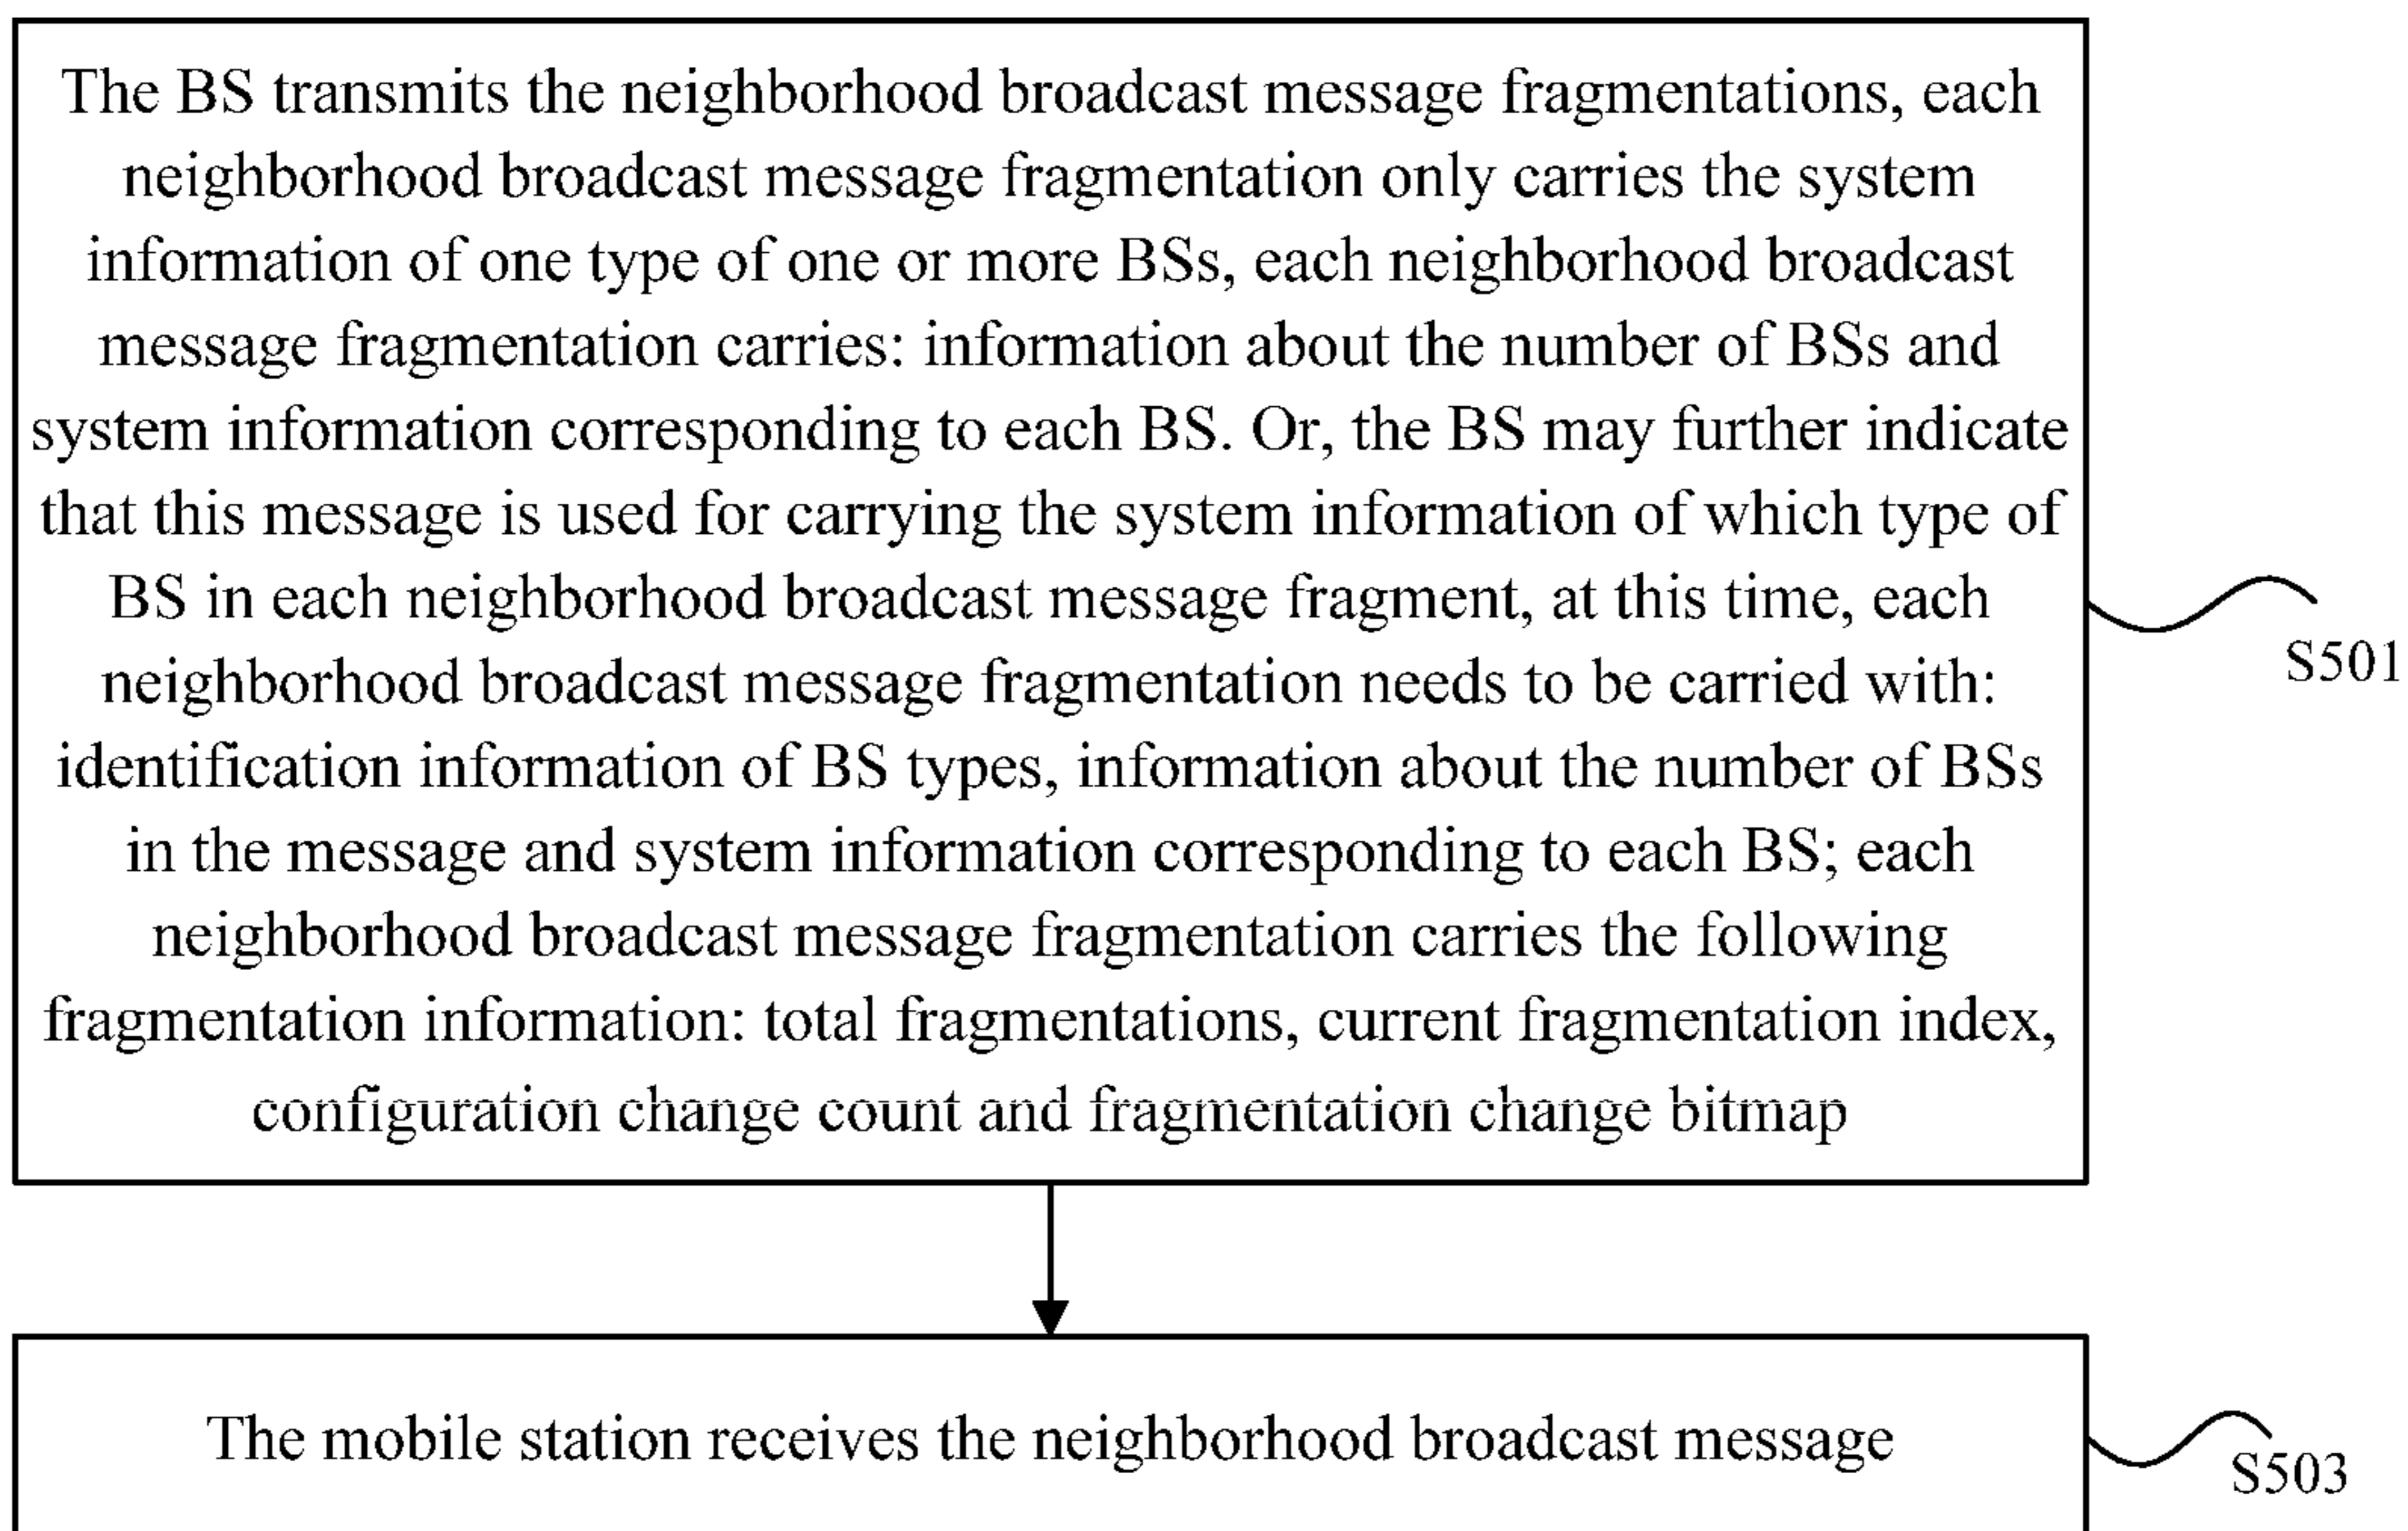 The BS transmits the neighborhood broadcast message fragmentations, each
neighborhood broadcast message fragmentation only carries the system
information of one type of one or more BSs, each neighborhood broadcast
message fragmentation carries: information about the number of BSs and
system information corresponding to each BS. Or, the BS may further indicate
that this message is used for carrying the system information of which type of
BS in each neighborhood broadcast message fragment, at this time, each
neighborhood broadcast message fragmentation needs to be carried with:
identification information of BS types, information about the number of BSs
in the message and system information corresponding to each BS; each
neighborhood broadcast message fragmentation carries the following
fragmentation information: total fragmentations, current fragmentation index,
configuration change count and fragmentation change bitmap
S501
The mobile station receives the neighborhood broadcast message
S503